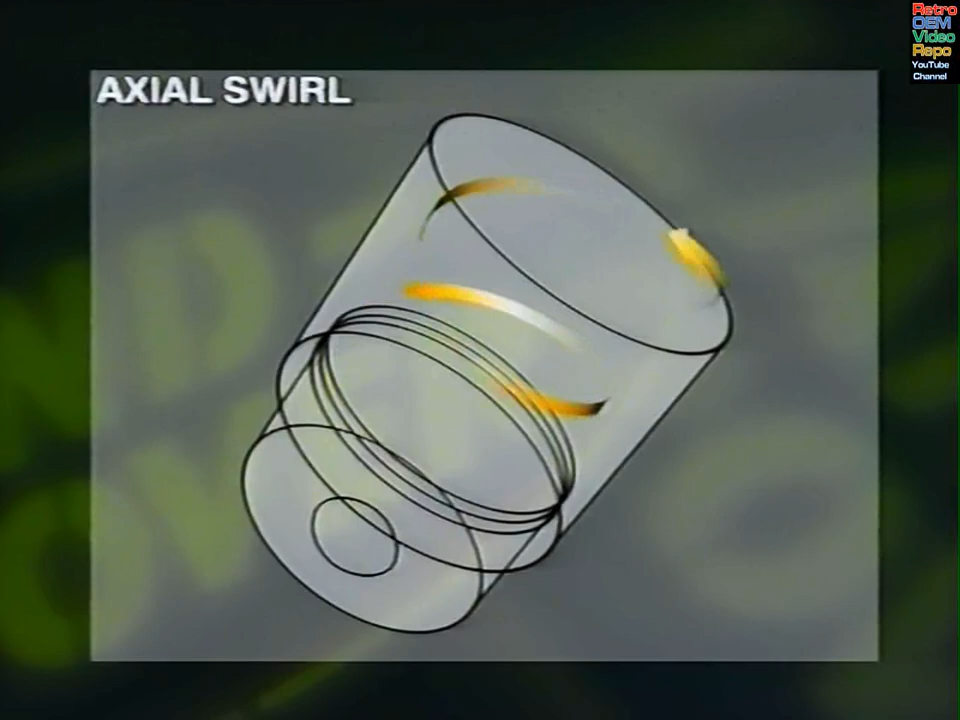 AXIAL SWIRL
Retro
OEM
Video
Repo
YouTube
Channel